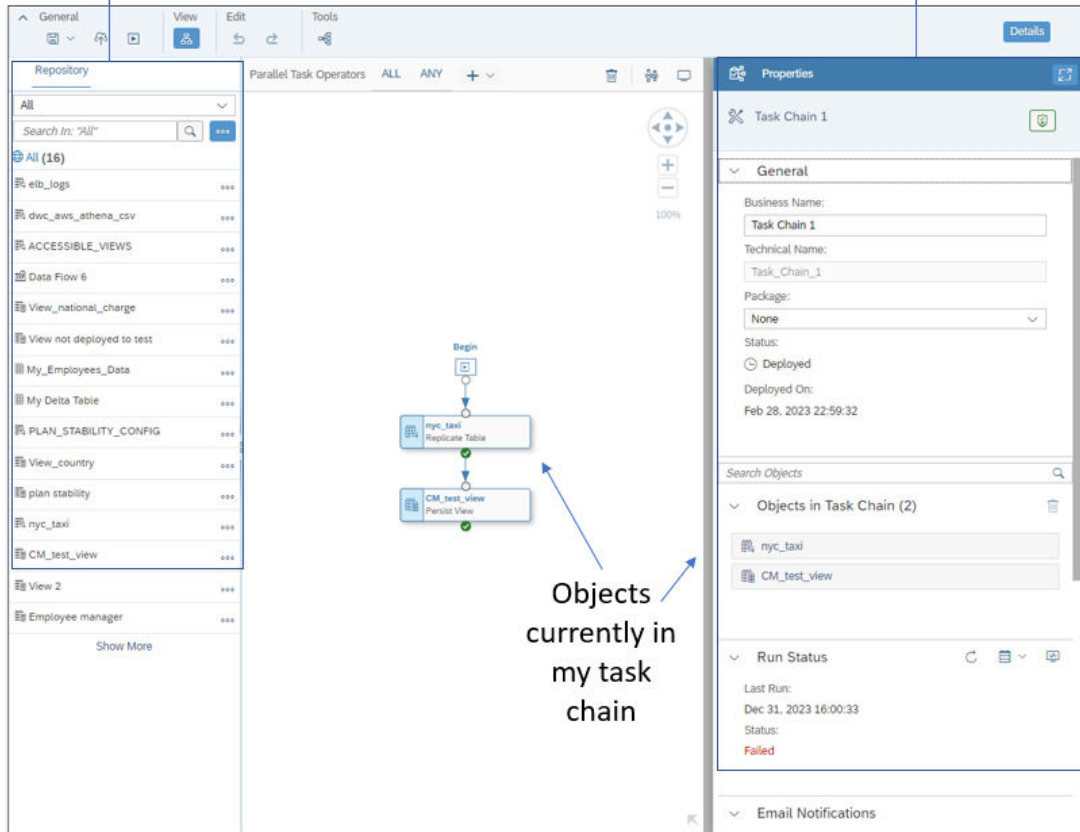 General
View
Edit
Tools
Details
Repository
All
Search In: "All"
All (16)
elb_logs
dwc_aws_athena_csv
ACCESSIBLE_VIEWS
Data Flow 6
View_national_charge
View not deployed to test
My_Employees_Data
My Delta Table
PLAN_STABILITY_CONFIG
View_country
plan stability
nyc_taxi
CM_test_view
View 2
Employee manager
Show More
Parallel Task Operators ALL ANY
100%
Begin
nyc_taxi
Replicate Table
CM_test_view
Persist View
Objects
currently in
my task
chain
Properties
Task Chain 1
General
Business Name:
Task Chain 1
Technical Name:
Task_Chain_1
Package:
None
Status:
Deployed
Deployed On:
Feb 28, 2023 22:59:32
Search Objects
Objects in Task Chain (2)
nyc_taxi
CM_test_view
Run Status
Last Run:
Dec 31, 2023 16:00:33
Status:
Failed
Email Notifications